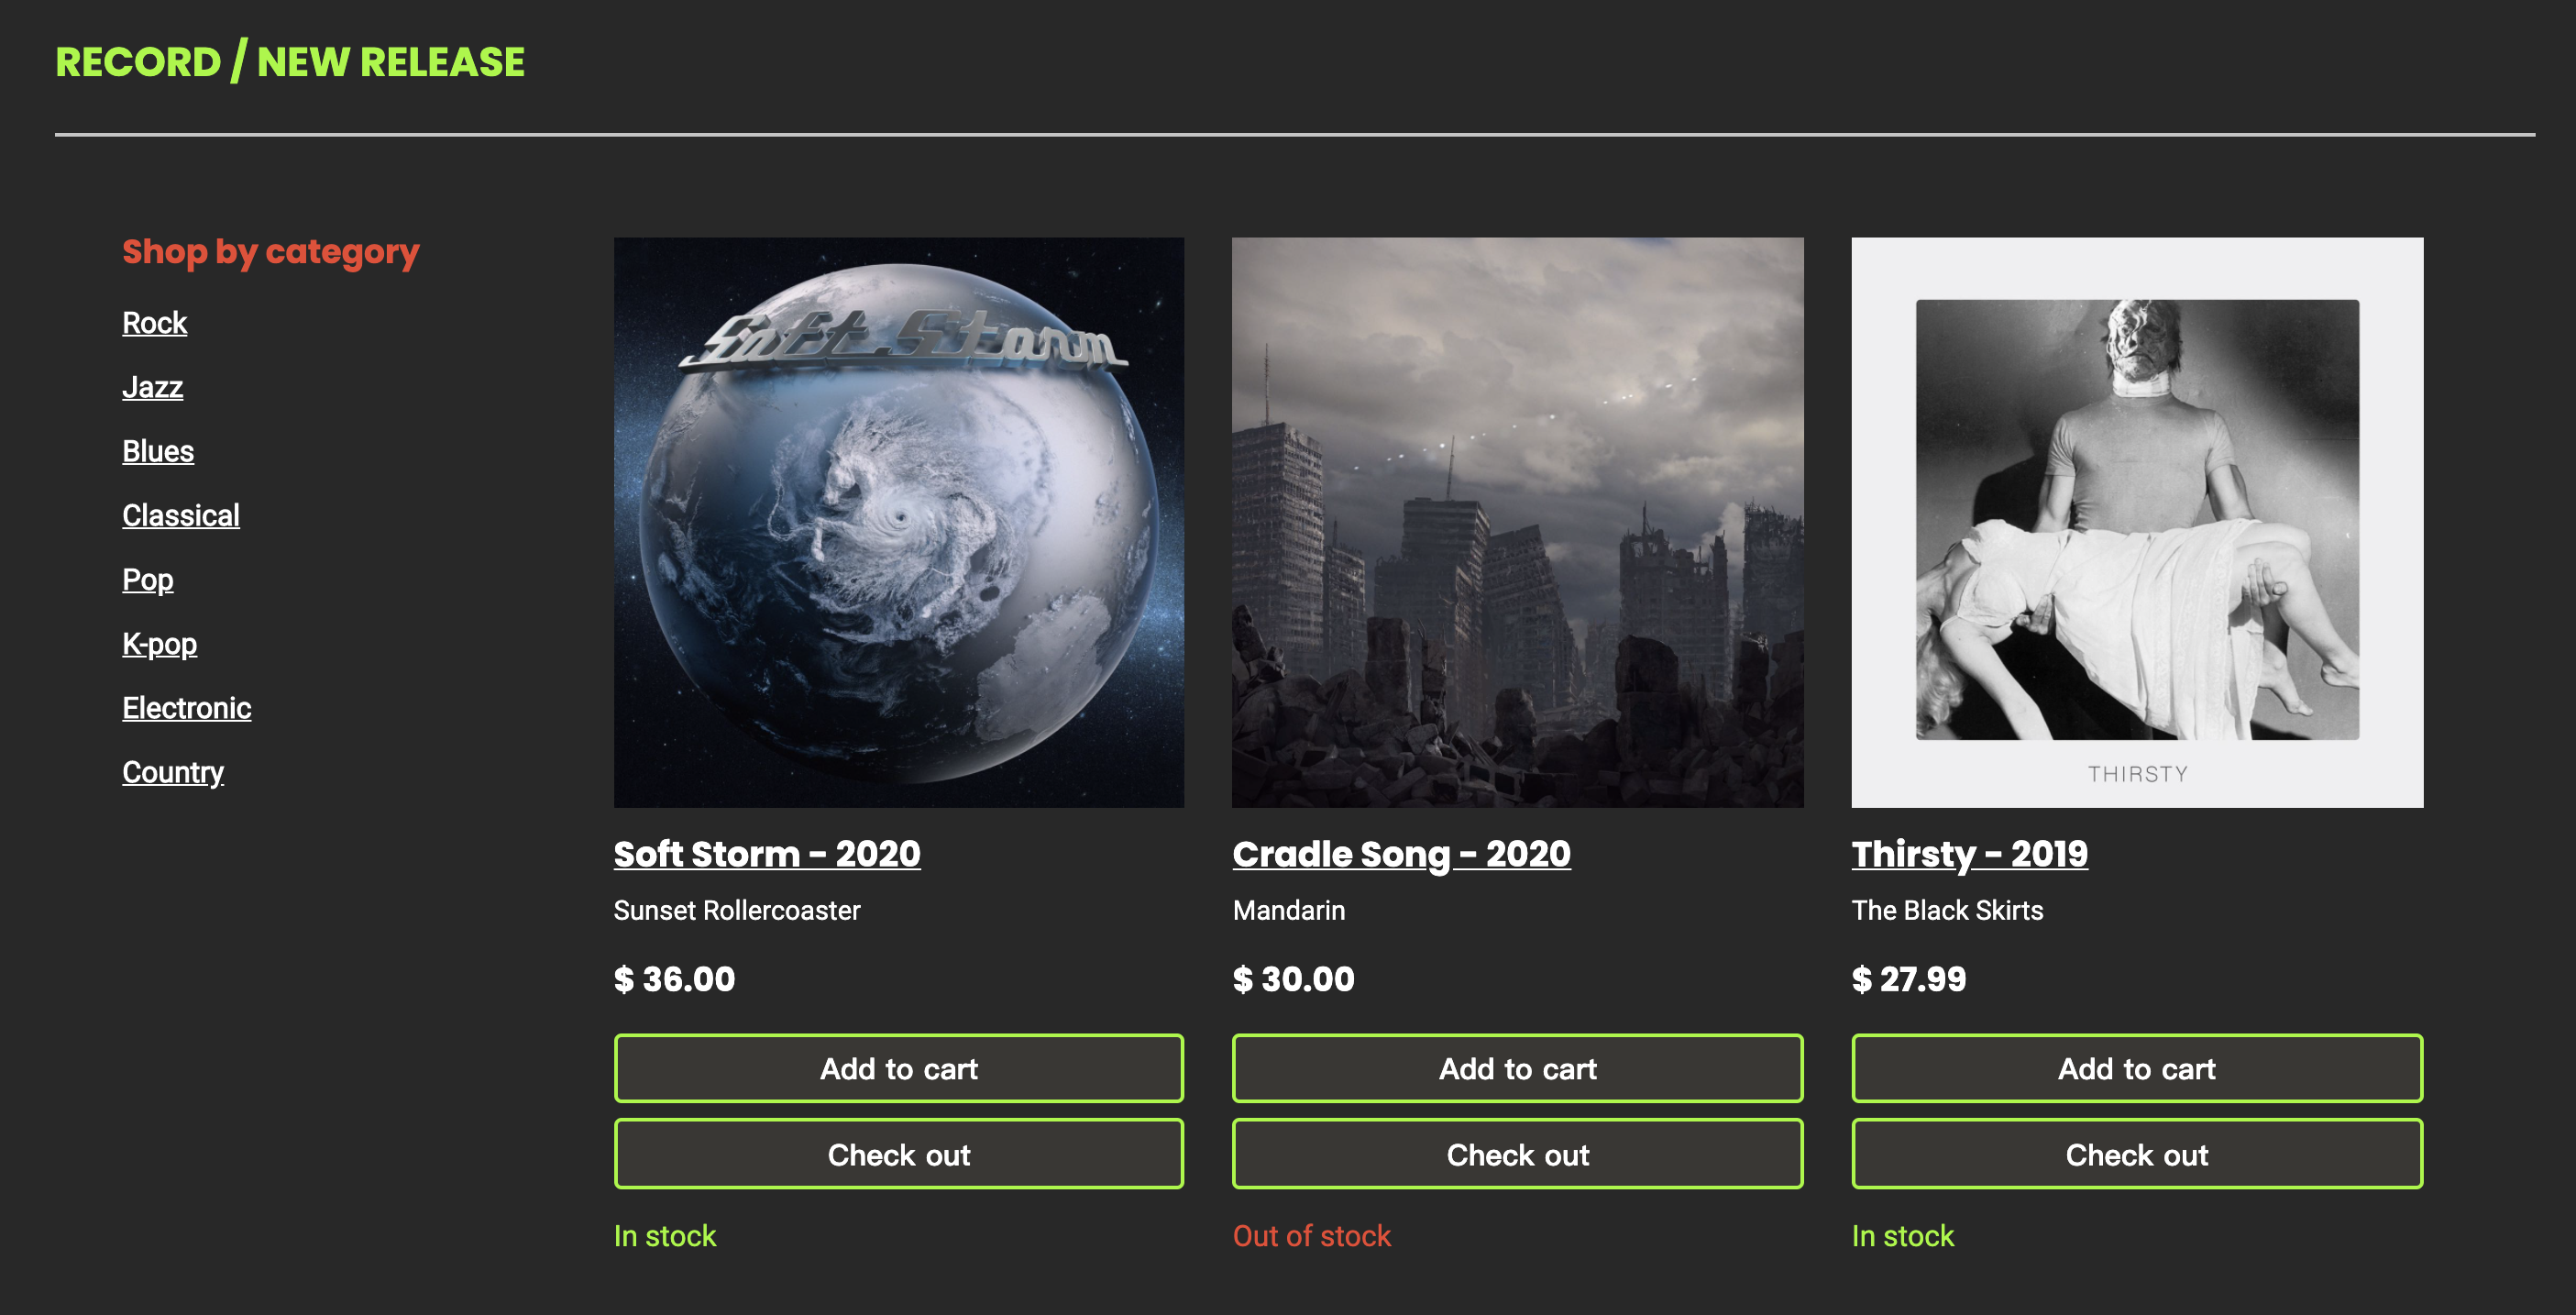 RECORD / NEW RELEASE
Shop by category
Rock
Jazz
Blues
Classical
Pop
K-pop
Electronic
Country
Soft Storm
Soft Storm - 2020
Sunset Rollercoaster
$ 36.00
Add to cart
Check out
In stock
Cradle Song - 2020
Mandarin
$ 30.00
Add to cart
Check out
Out of stock
THIRSTY
Thirsty - 2019
The Black Skirts
$ 27.99
Add to cart
Check out
In stock